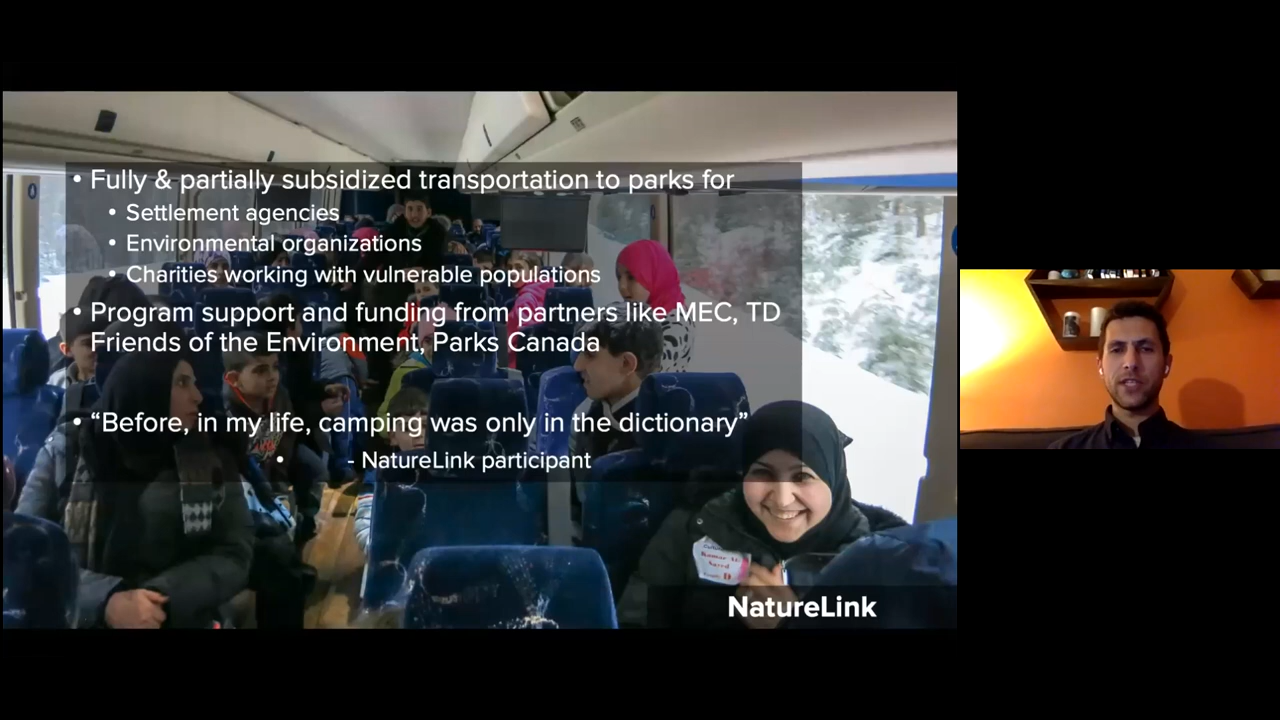 • Fully & partially subsidized transportation to parks for
• Settlement agencies
• Environmental organizations
• Charities working with vulnerable populations
• Program support and funding from partners like MEC, TD
Friends of the Environment, Parks Canada
• “Before, in my life, camping was only in the dictionary”
• - NatureLink participant
NatureLink